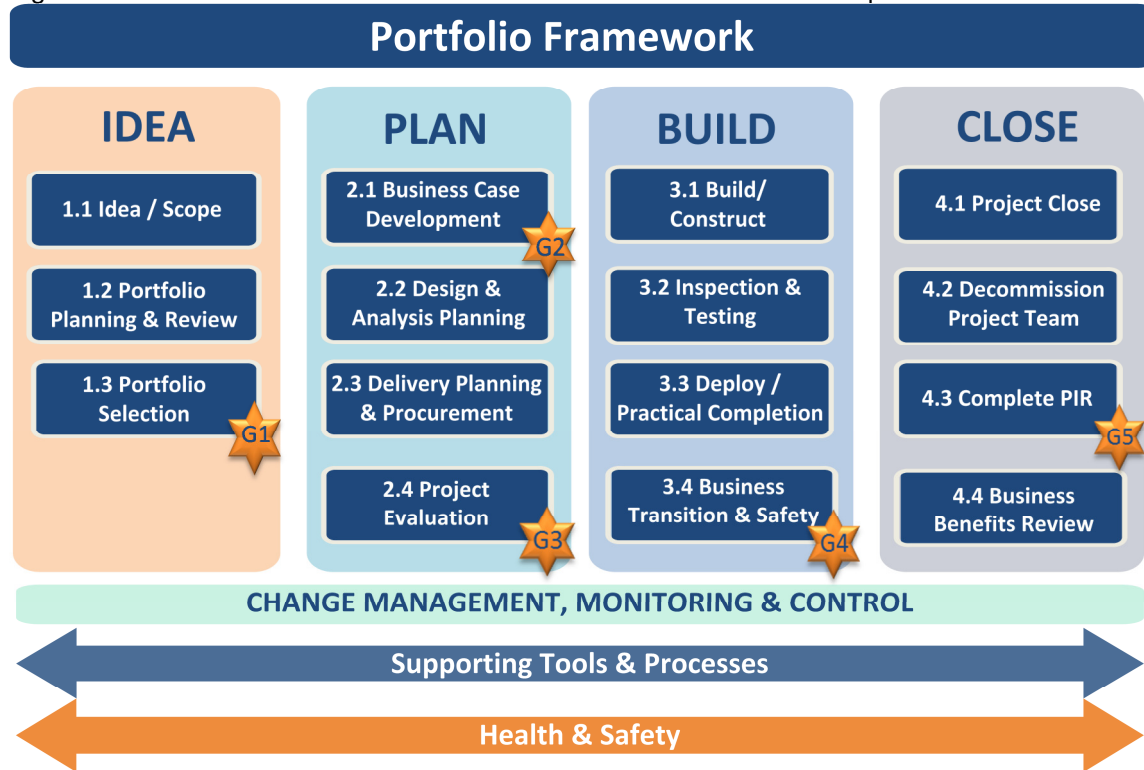 Portfolio Framework
IDEA
1.1 Idea / Scope
1.2 Portfolio
Planning & Review
1.3 Portfolio
Selection
G1
PLAN
2.1 Business Case
Development
G2
2.2 Design &
Analysis Planning
2.3 Delivery Planning
& Procurement
2.4 Project
Evaluation
G3
BUILD
3.1 Build/
Construct
3.2 Inspection &
Testing
3.3 Deploy /
Practical Completion
3.4 Business
Transition & Safety
G4
CLOSE
4.1 Project Close
4.2 Decommission
Project Team
4.3 Complete PIR
G5
4.4 Business
Benefits Review
CHANGE MANAGEMENT, MONITORING & CONTROL
Supporting Tools & Processes
Health & Safety